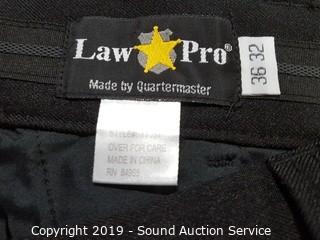 Law Pro®
Made by Quartermaster
36 32
OVER FOR CARE
MADE IN CHINA
Copyright 2019 - Sound Auction Service